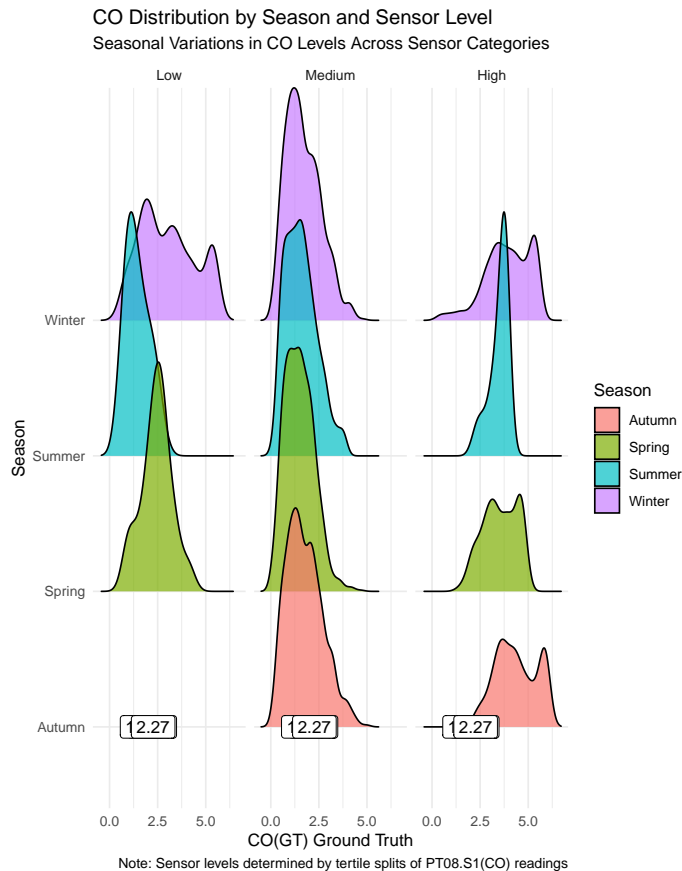 CO Distribution by Season and Sensor Level
Seasonal Variations in CO Levels Across Sensor Categories
Low Medium High
Winter
Summer
Spring
Autumn
Season
2.27 2.27 2.27
0.0 2.5 5.0 0.0 2.5 5.0 0.0 2.5 5.0
CO(GT) Ground Truth
Note: Sensor levels determined by tertile splits of PT08.S1(CO) readings
Season
Autumn
Spring
Summer
Winter